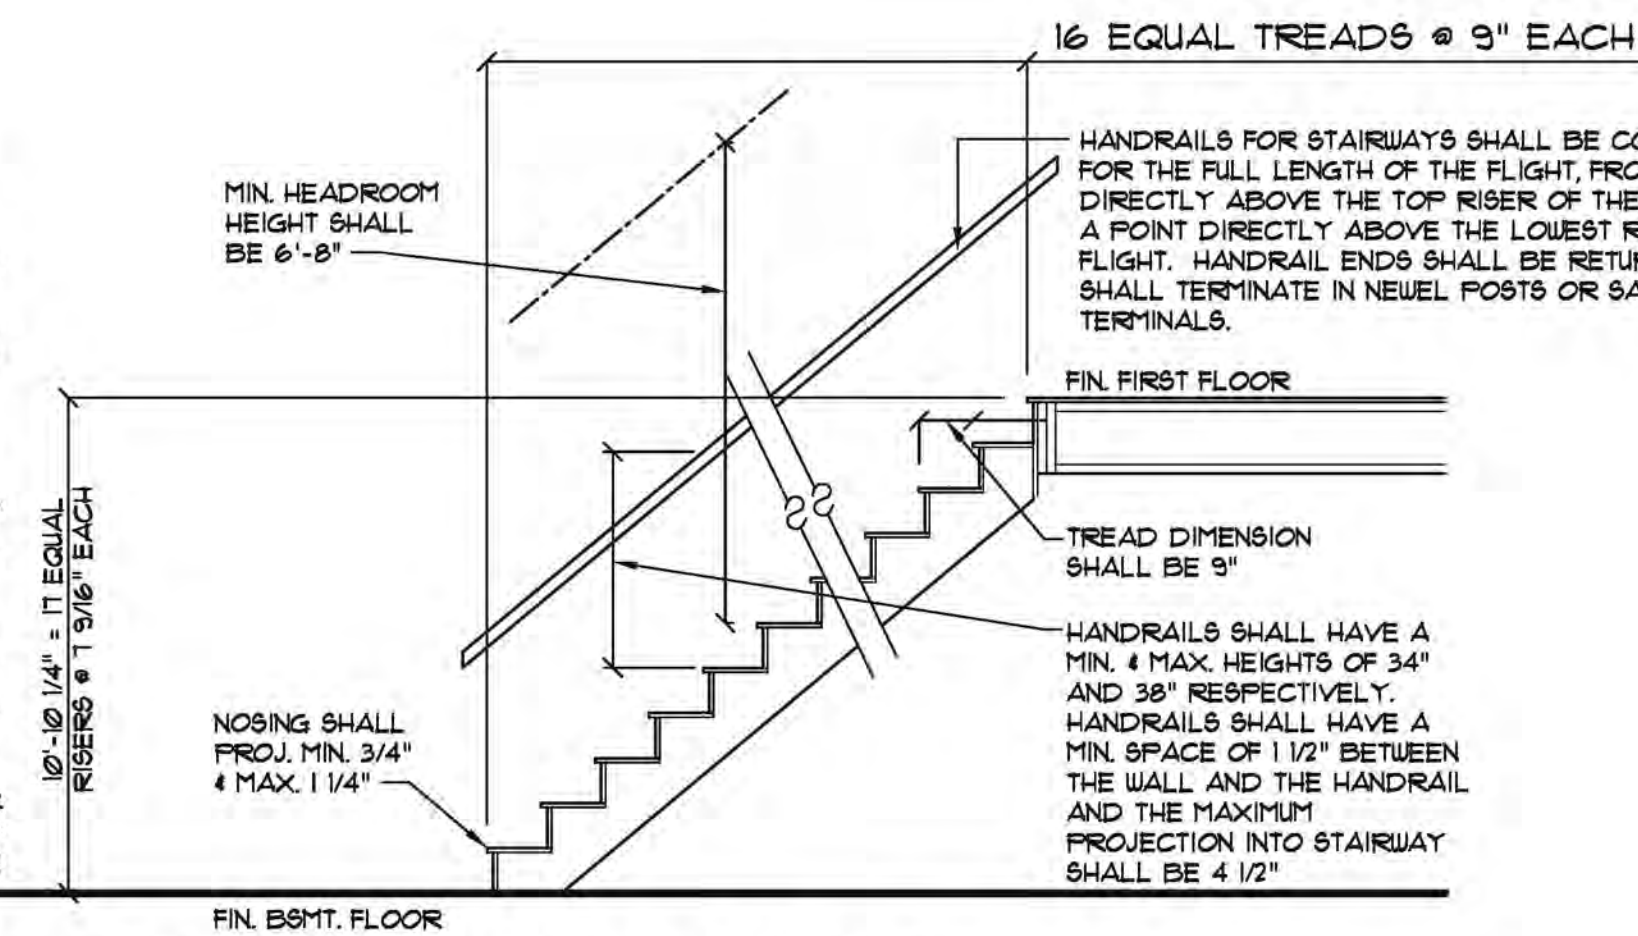 16 EQUAL TREADS @ 9" EACH
HANDRAILS FOR STAIRWAYS SHALL BE CO
FOR THE FULL LENGTH OF THE FLIGHT, FRO
DIRECTLY ABOVE THE TOP RISER OF THE
A POINT DIRECTLY ABOVE THE LOWEST R
FLIGHT. HANDRAIL ENDS SHALL BE RETU
SHALL TERMINATE IN NEWEL POSTS OR SA
TERMINALS.
MIN. HEADROOM
HEIGHT SHALL
BE 6'-8"
FIN. FIRST FLOOR
TREAD DIMENSION
SHALL BE 9"
10'-10 1/4" = 17 EQUAL
RISERS @ 7 9/16" EACH
HANDRAILS SHALL HAVE A
MIN. & MAX. HEIGHTS OF 34"
AND 38" RESPECTIVELY.
HANDRAILS SHALL HAVE A
MIN. SPACE OF 1 1/2" BETWEEN
THE WALL AND THE HANDRAIL
AND THE MAXIMUM
PROJECTION INTO STAIRWAY
SHALL BE 4 1/2"
NOSING SHALL
PROJ. MIN. 3/4"
& MAX. 1 1/4"
FIN. BSMT. FLOOR